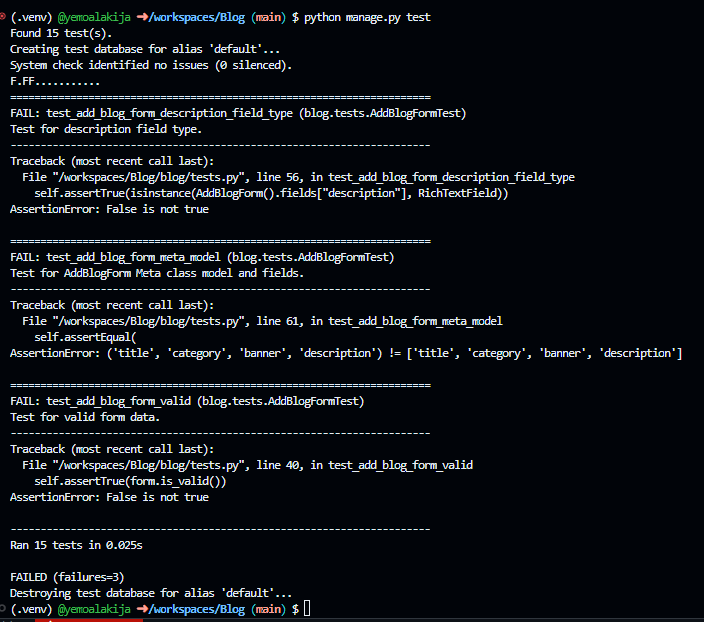 (.venv) @yemoalakija ➜/workspaces/Blog (main) $ python manage.py test
Found 15 test(s).
Creating test database for alias 'default'...
System check identified no issues (0 silenced).
F.FF...........
======================================================================
FAIL: test_add_blog_form_description_field_type (blog.tests.AddBlogFormTest)
Test for description field type.
----------------------------------------------------------------------
Traceback (most recent call last):
  File "/workspaces/Blog/blog/tests.py", line 56, in test_add_blog_form_description_field_type
    self.assertTrue(isinstance(AddBlogForm().fields["description"], RichTextField))
AssertionError: False is not true

======================================================================
FAIL: test_add_blog_form_meta_model (blog.tests.AddBlogFormTest)
Test for AddBlogForm Meta class model and fields.
----------------------------------------------------------------------
Traceback (most recent call last):
  File "/workspaces/Blog/blog/tests.py", line 61, in test_add_blog_form_meta_model
    self.assertEqual(
AssertionError: ('title', 'category', 'banner', 'description') != ['title', 'category', 'banner', 'description']

======================================================================
FAIL: test_add_blog_form_valid (blog.tests.AddBlogFormTest)
Test for valid form data.
----------------------------------------------------------------------
Traceback (most recent call last):
  File "/workspaces/Blog/blog/tests.py", line 40, in test_add_blog_form_valid
    self.assertTrue(form.is_valid())
AssertionError: False is not true

----------------------------------------------------------------------
Ran 15 tests in 0.025s

FAILED (failures=3)
Destroying test database for alias 'default'...
(.venv) @yemoalakija ➜/workspaces/Blog (main) $